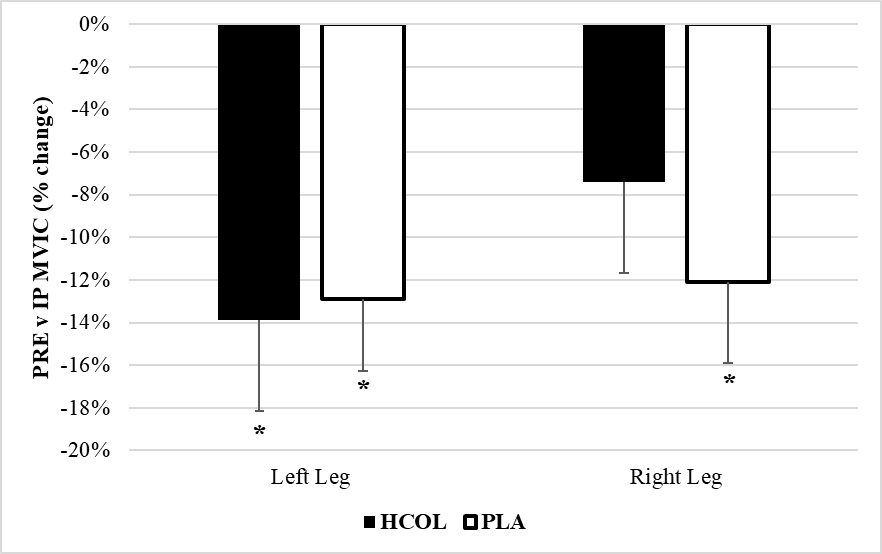 PRE v IP MVIC (% change)
0%
-2%
-4%
-6%
-8%
-10%
-12%
-14%
-16%
-18%
-20%
*
*
*
Left Leg
Right Leg
HCOL
PLA